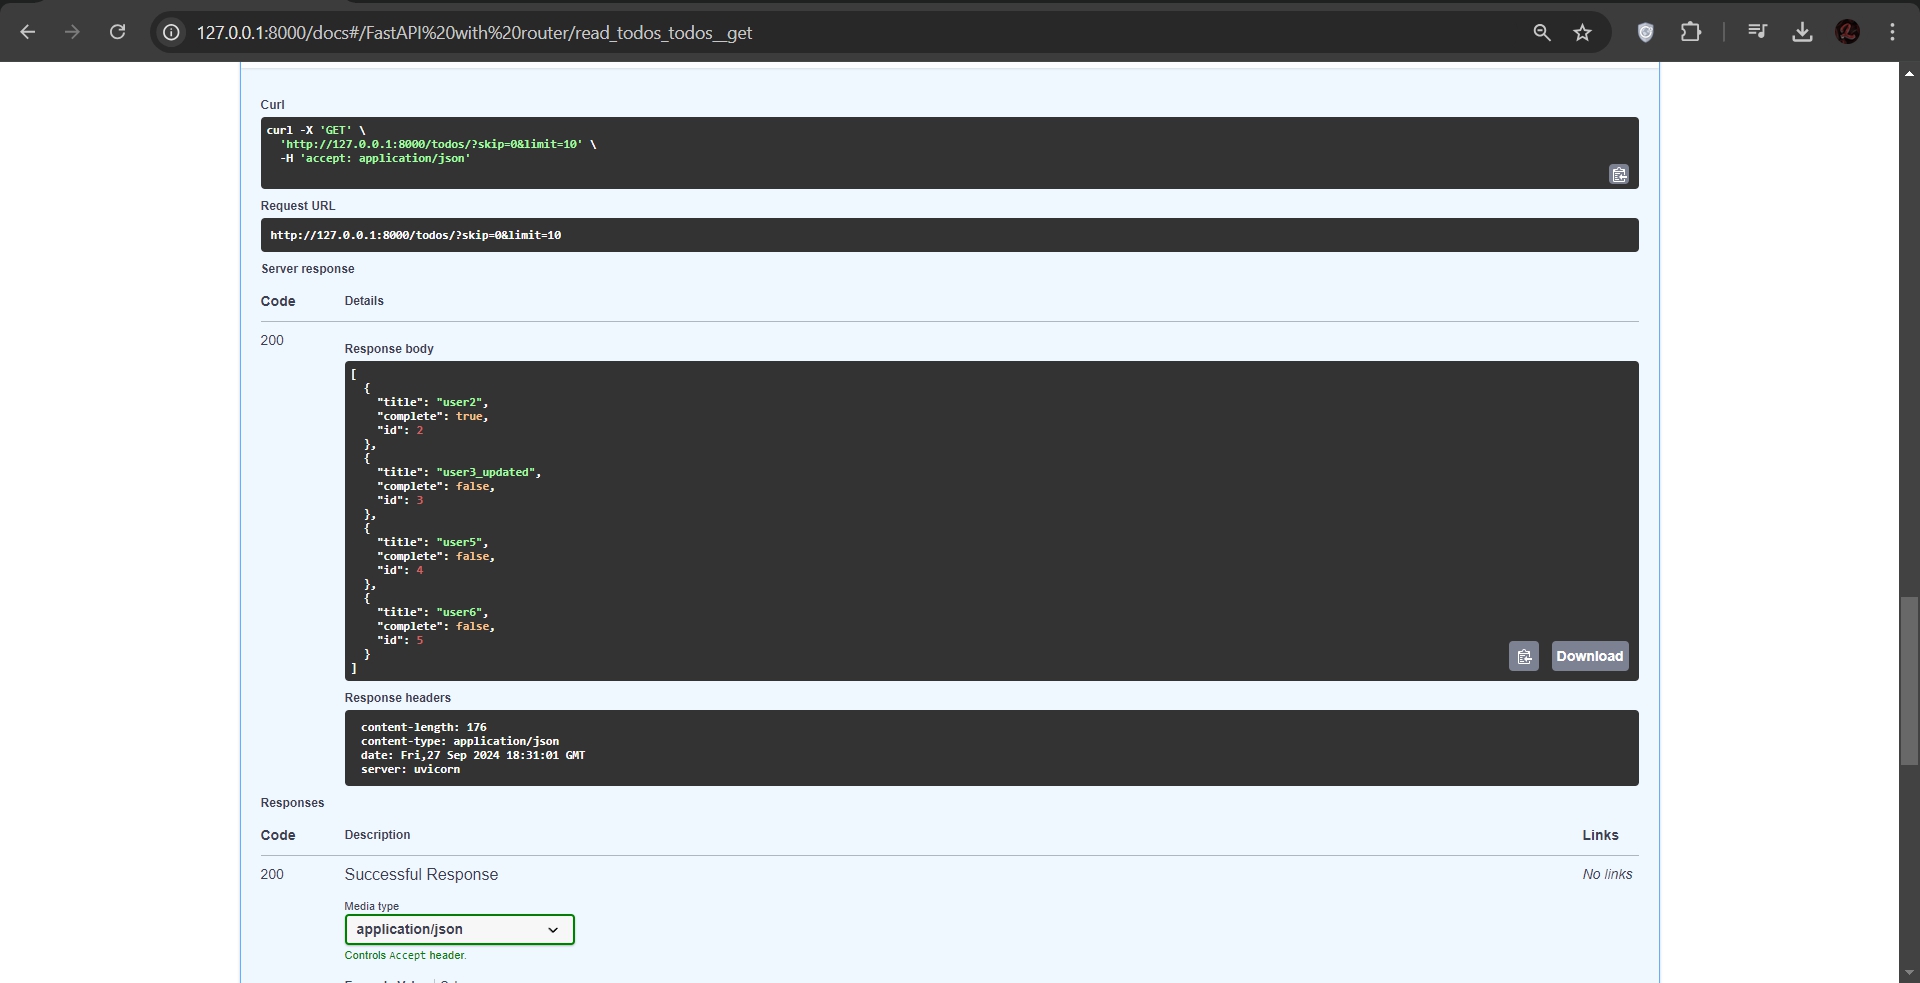 127.0.0.1:8000/docs#/FastAPI%20with%20router/read_todos_todos__get
Curl
curl -X 'GET' \
'http://127.0.0.1:8000/todos/?skip=0&limit=10' \
-H 'accept: application/json'
Request URL
http://127.0.0.1:8000/todos/?skip=0&limit=10
Server response
Code Details
200
Response body
[
{
"title": "user2",
"complete": true,
"id": 2
},
{
"title": "user3_updated",
"complete": false,
"id": 3
},
{
"title": "user5",
"complete": false,
"id": 4
},
{
"title": "user6",
"complete": false,
"id": 5
}
]
Download
Response headers
content-length: 176
content-type: application/json
date: Fri,27 Sep 2024 18:31:01 GMT
server: uvicorn
Responses
Code Description Links
200 Successful Response No links
Media type
application/json
Controls Accept header.